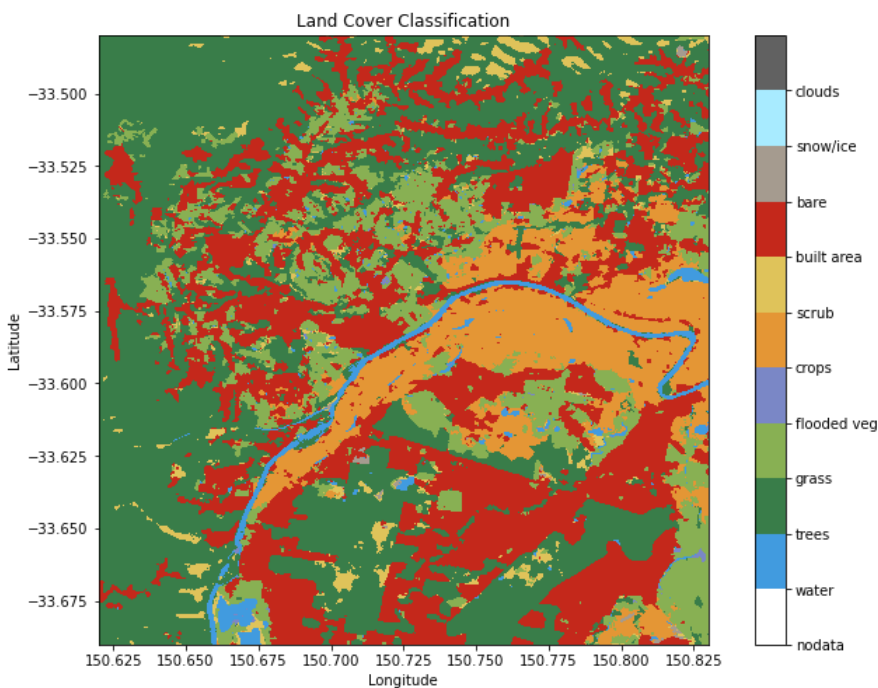 Land Cover Classification
−33.500
−33.525
−33.550
−33.575
−33.600
−33.625
−33.650
−33.675
Latitude
150.625 150.650 150.675 150.700 150.725 150.750 150.775 150.800 150.825
Longitude
clouds
snow/ice
bare
built area
scrub
crops
flooded veg
grass
trees
water
nodata